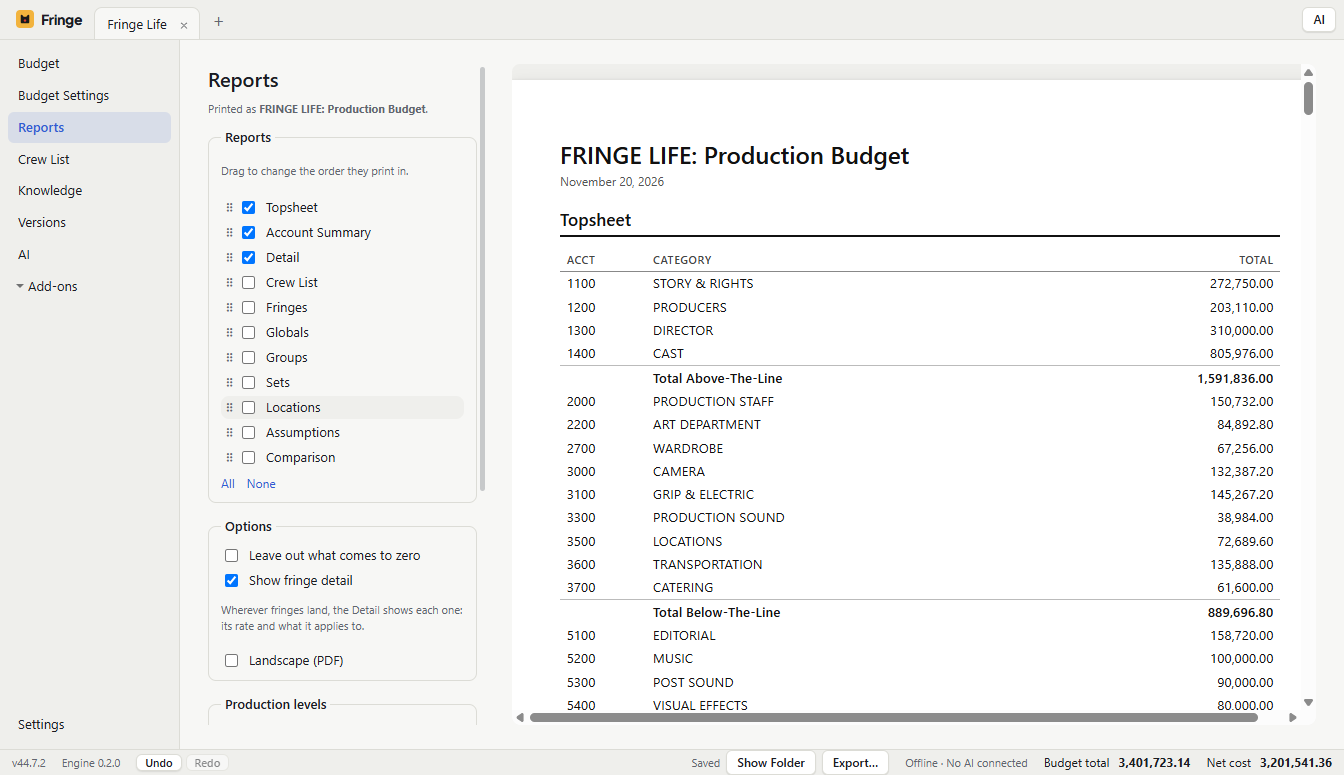 Fringe
Fringe Life × +
AI
Budget
Budget Settings
Reports
Crew List
Knowledge
Versions
AI
Add-ons
Settings
Reports
Printed as FRINGE LIFE: Production Budget.
Reports
Drag to change the order they print in.
Topsheet
Account Summary
Detail
Crew List
Fringes
Globals
Groups
Sets
Locations
Assumptions
Comparison
All None
Options
Leave out what comes to zero
Show fringe detail
Wherever fringes land, the Detail shows each one:
its rate and what it applies to.
Landscape (PDF)
Production levels
FRINGE LIFE: Production Budget
November 20, 2026
Topsheet
ACCT CATEGORY TOTAL
1100 STORY & RIGHTS 272,750.00
1200 PRODUCERS 203,110.00
1300 DIRECTOR 310,000.00
1400 CAST 805,976.00
Total Above-The-Line 1,591,836.00
2000 PRODUCTION STAFF 150,732.00
2200 ART DEPARTMENT 84,892.80
2700 WARDROBE 67,256.00
3000 CAMERA 132,387.20
3100 GRIP & ELECTRIC 145,267.20
3300 PRODUCTION SOUND 38,984.00
3500 LOCATIONS 72,689.60
3600 TRANSPORTATION 135,888.00
3700 CATERING 61,600.00
Total Below-The-Line 889,696.80
5100 EDITORIAL 158,720.00
5200 MUSIC 100,000.00
5300 POST SOUND 90,000.00
5400 VISUAL EFFECTS 80,000.00
v44.7.2 Engine 0.2.0 Undo Redo Saved Show Folder Export... Offline · No AI connected Budget total 3,401,723.14 Net cost 3,201,541.36